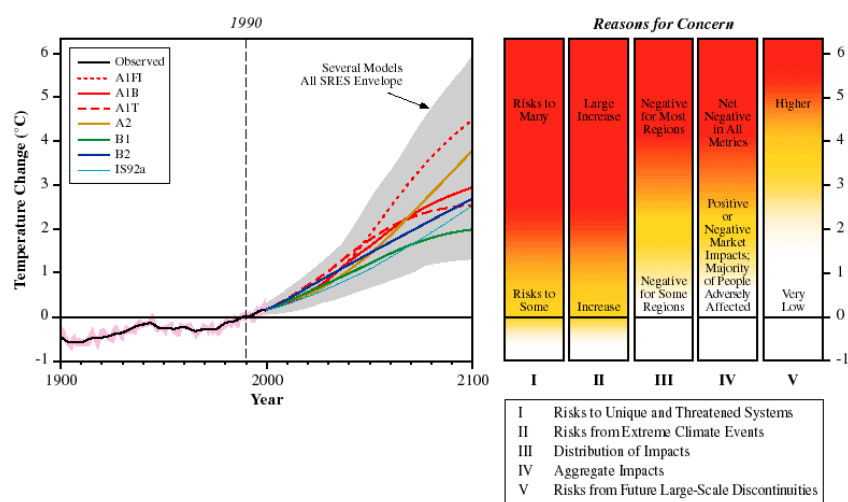 1990
Reasons for Concern
6
5
4
3
2
1
0
-1
Temperature Change (°C)
Observed
A1FI
A1B
A1T
A2
B1
B2
IS92a
Several Models
All SRES Envelope
1900
2000
2100
Year
Risks to
Many
Risks to
Some
Large
Increase
Increase
Negative
for Most
Regions
Negative
for Some
Regions
Net
Negative
in All
Metrics
Positive
or
Negative
Market
Impacts;
Majority
of People
Adversely
Affected
Higher
Very
Low
6
5
4
3
2
1
0
-1
I
II
III
IV
V
I Risks to Unique and Threatened Systems
II Risks from Extreme Climate Events
III Distribution of Impacts
IV Aggregate Impacts
V Risks from Future Large-Scale Discontinuities